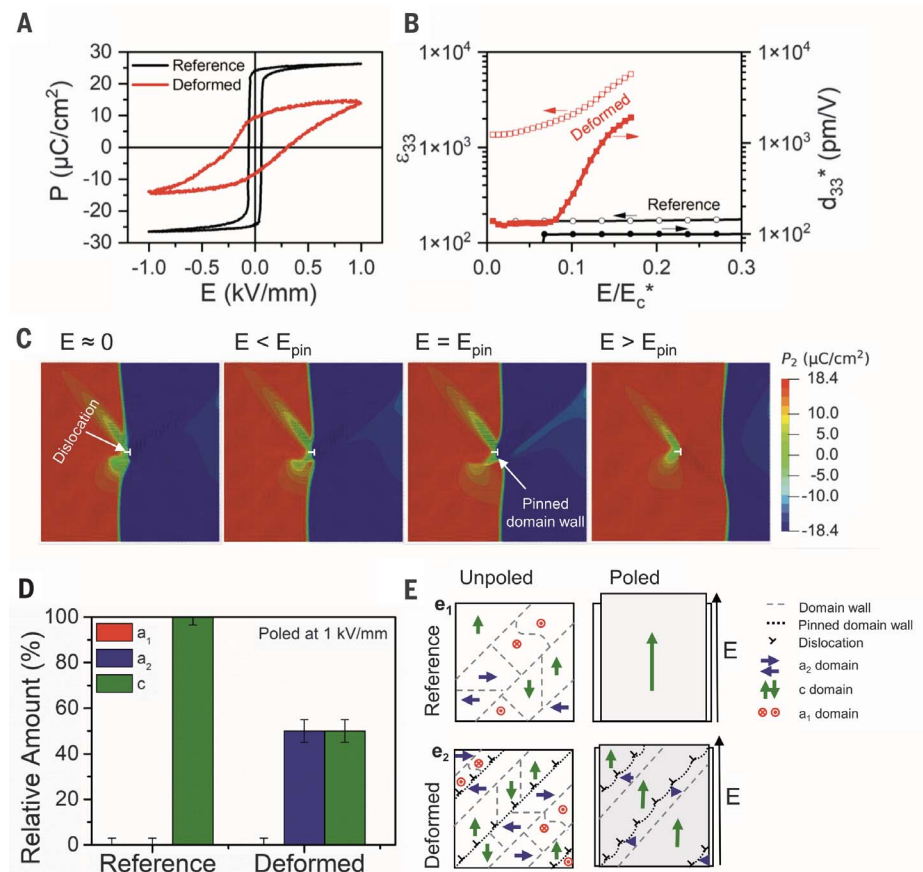 A
30
20
10
0
-10
-20
-30
P (µC/cm²)
Reference
Deformed
-1.0 -0.5 0.0 0.5 1.0
E (kV/mm)
B
1×10⁴
1×10³
1×10²
ε₃₃
Deformed
Reference
1×10⁴
1×10³
1×10²
d₃₃* (pm/V)
0.0 0.1 0.2 0.3
E/E_c*
C
E ≈ 0
E < E_pin
E = E_pin
E > E_pin
Dislocation
Pinned
domain wall
P₂ (µC/cm²)
18.4
10.0
5.0
0.0
-5.0
-10.0
-18.4
D
100
80
60
40
20
0
Relative Amount (%)
a₁
a₂
c
Poled at 1 kV/mm
Reference Deformed
E
Unpoled Poled
e₁
Reference
E
e₂
Deformed
E
Domain wall
Pinned domain wall
Dislocation
a₂ domain
c domain
a₁ domain